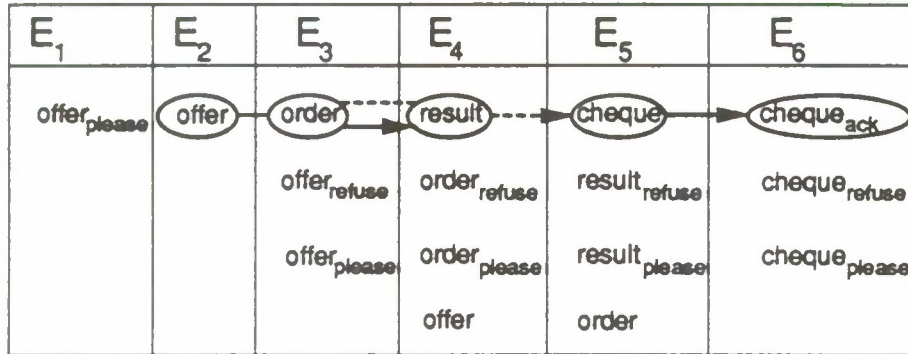 E1 E2 E3 E4 E5 E6
offerplease offer order result cheque chequeack
offerrefuse orderrefuse resultrefuse chequerefuse
offerplease orderplease resultplease chequeplease
offer order